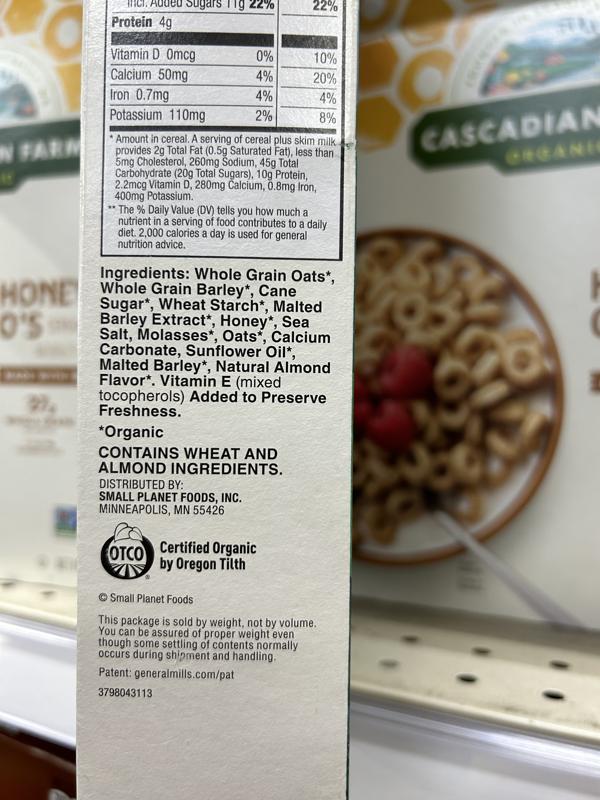 Incl. Added Sugars 11g 22% 22%
Protein 4g
Vitamin D 0mcg 0% 10%
Calcium 50mg 4% 20%
Iron 0.7mg 4% 4%
Potassium 110mg 2% 8%
* Amount in cereal. A serving of cereal plus skim milk
provides 2g Total Fat (0.5g Saturated Fat), less than
5mg Cholesterol, 260mg Sodium, 45g Total
Carbohydrate (20g Total Sugars), 10g Protein,
2.2mcg Vitamin D, 280mg Calcium, 0.8mg Iron,
400mg Potassium.
** The % Daily Value (DV) tells you how much a
nutrient in a serving of food contributes to a daily
diet. 2,000 calories a day is used for general
nutrition advice.
Ingredients: Whole Grain Oats*,
Whole Grain Barley*, Cane
Sugar*, Wheat Starch*, Malted
Barley Extract*, Honey*, Sea
Salt, Molasses*, Oats*, Calcium
Carbonate, Sunflower Oil*,
Malted Barley*, Natural Almond
Flavor*. Vitamin E (mixed
tocopherols) Added to Preserve
Freshness.
*Organic
CONTAINS WHEAT AND
ALMOND INGREDIENTS.
DISTRIBUTED BY:
SMALL PLANET FOODS, INC.
MINNEAPOLIS, MN 55426
OTCO
Certified Organic
by Oregon Tilth
© Small Planet Foods
This package is sold by weight, not by volume.
You can be assured of proper weight even
though some settling of contents normally
occurs during shipment and handling.
Patent: generalmills.com/pat
3798043113
N FARM
HONEY
O'S
CASCADIAN
ORGANIC